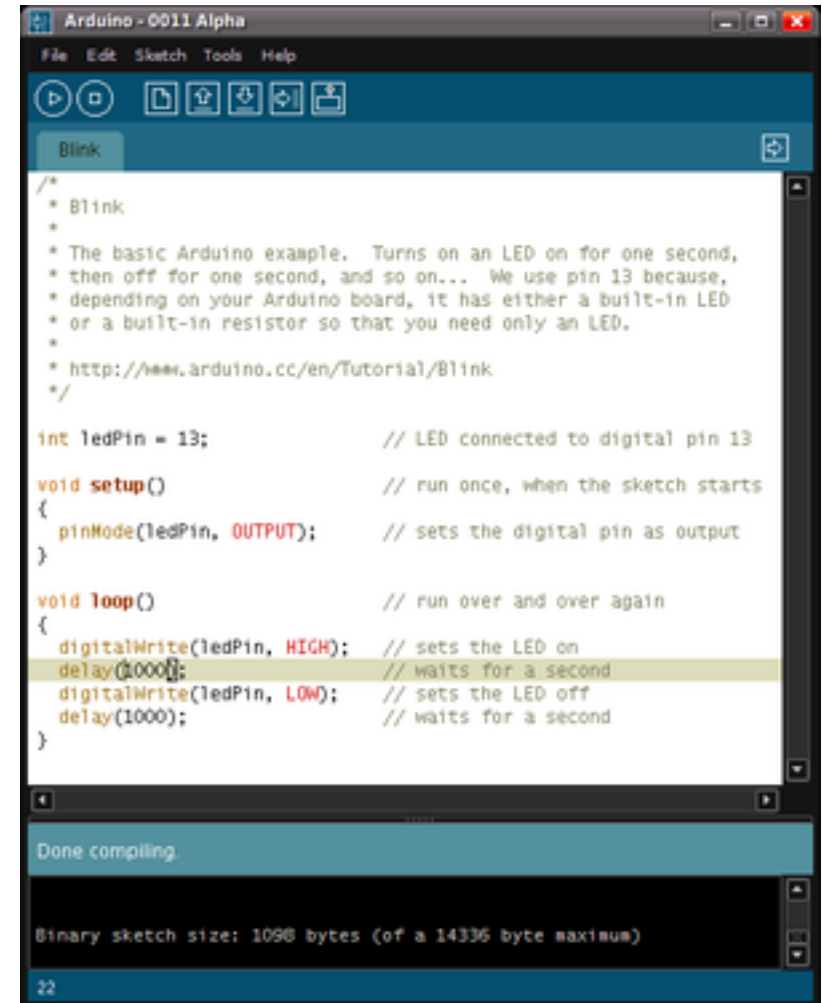 Arduino - 0011 Alpha
File Edit Sketch Tools Help
Blink
/*
 * Blink
 *
 * The basic Arduino example.  Turns on an LED on for one second,
 * then off for one second, and so on...  We use pin 13 because,
 * depending on your Arduino board, it has either a built-in LED
 * or a built-in resistor so that you need only an LED.
 *
 * http://www.arduino.cc/en/Tutorial/Blink
 */
int ledPin = 13;                // LED connected to digital pin 13
void setup()                    // run once, when the sketch starts
{
  pinMode(ledPin, OUTPUT);      // sets the digital pin as output
}
void loop()                     // run over and over again
{
  digitalWrite(ledPin, HIGH);   // sets the LED on
  delay(1000);                  // waits for a second
  digitalWrite(ledPin, LOW);    // sets the LED off
  delay(1000);                  // waits for a second
}
Done compiling.
Binary sketch size: 1098 bytes (of a 14336 byte maximum)
22